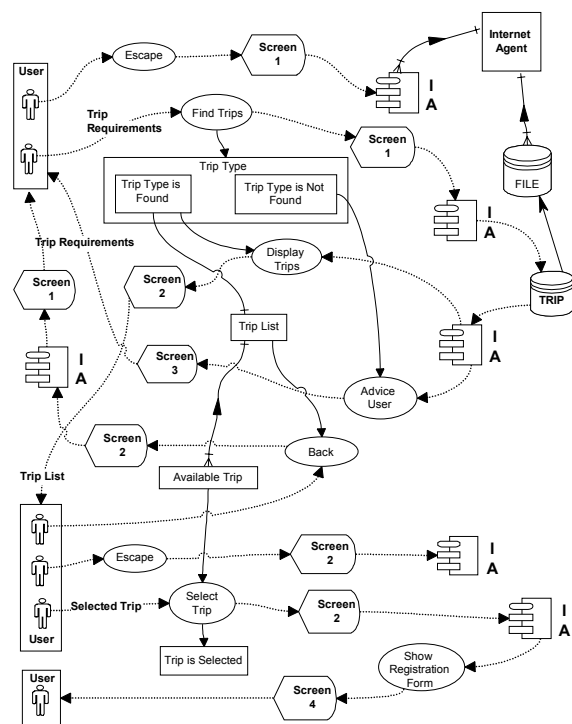 Internet
Agent
User
Escape
Screen
1
I
A
Trip
Requirements
Find Trips
Screen
1
Trip Type
Trip Type is
Found
Trip Type is Not
Found
FILE
I
A
Trip Requirements
Display
Trips
Screen
1
Screen
2
TRIP
Trip List
I
A
I
A
Screen
3
Advice
User
Screen
2
Back
Trip List
Available Trip
Escape
Screen
2
I
A
Selected Trip
Select
Trip
Screen
2
I
A
User
Trip is Selected
Show
Registration
Form
User
Screen
4